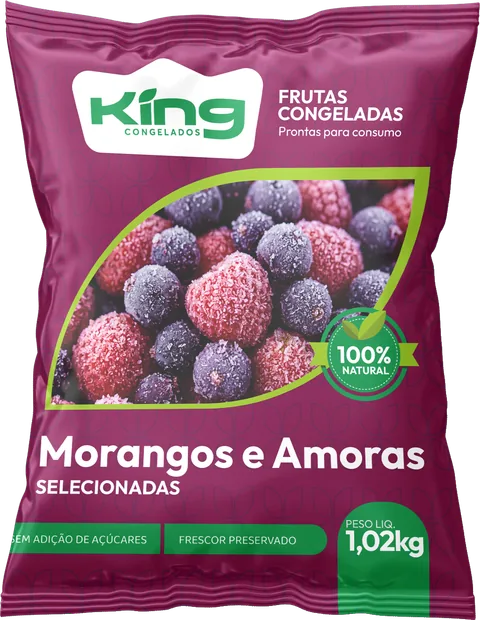 King
CONGELADOS
FRUTAS
CONGELADAS
Prontas para consumo
100%
NATURAL
Morangos e Amoras
SELECIONADAS
SEM ADIÇÃO DE AÇÚCARES
FRESCOR PRESERVADO
PESO LIQ.
1,02kg